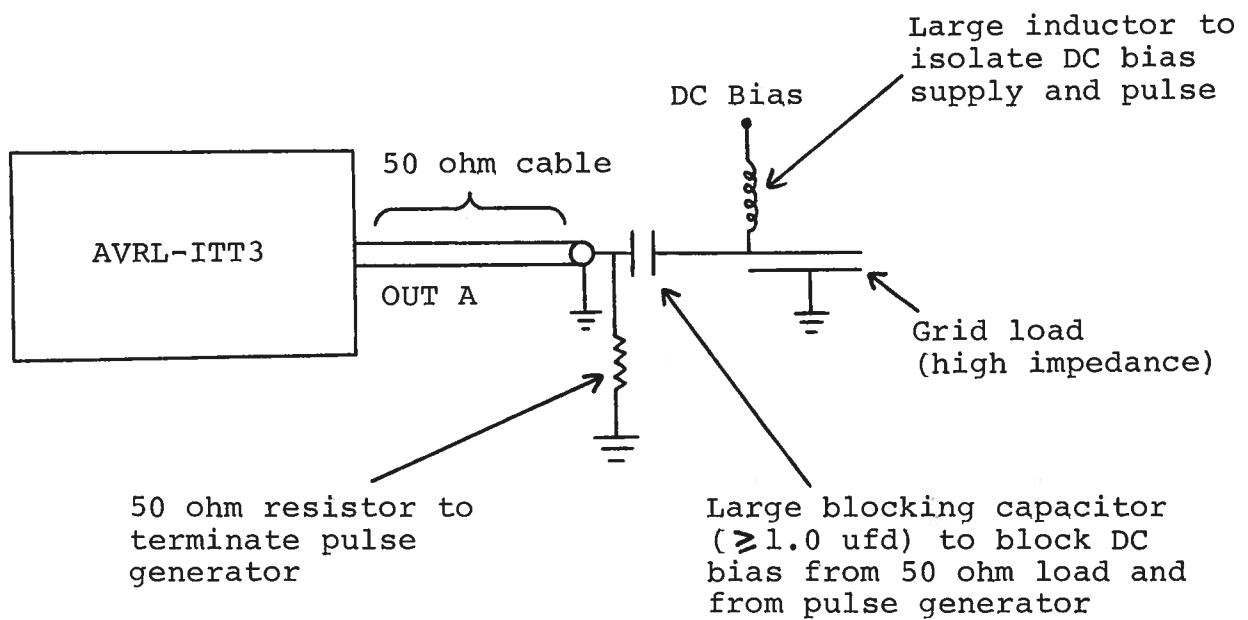 Large inductor to
isolate DC bias
supply and pulse
DC Bias
50 ohm cable
AVRL-ITT3
OUT A
Grid load
(high impedance)
50 ohm resistor to
terminate pulse
generator
Large blocking capacitor
(⩾1.0 ufd) to block DC
bias from 50 ohm load and
from pulse generator